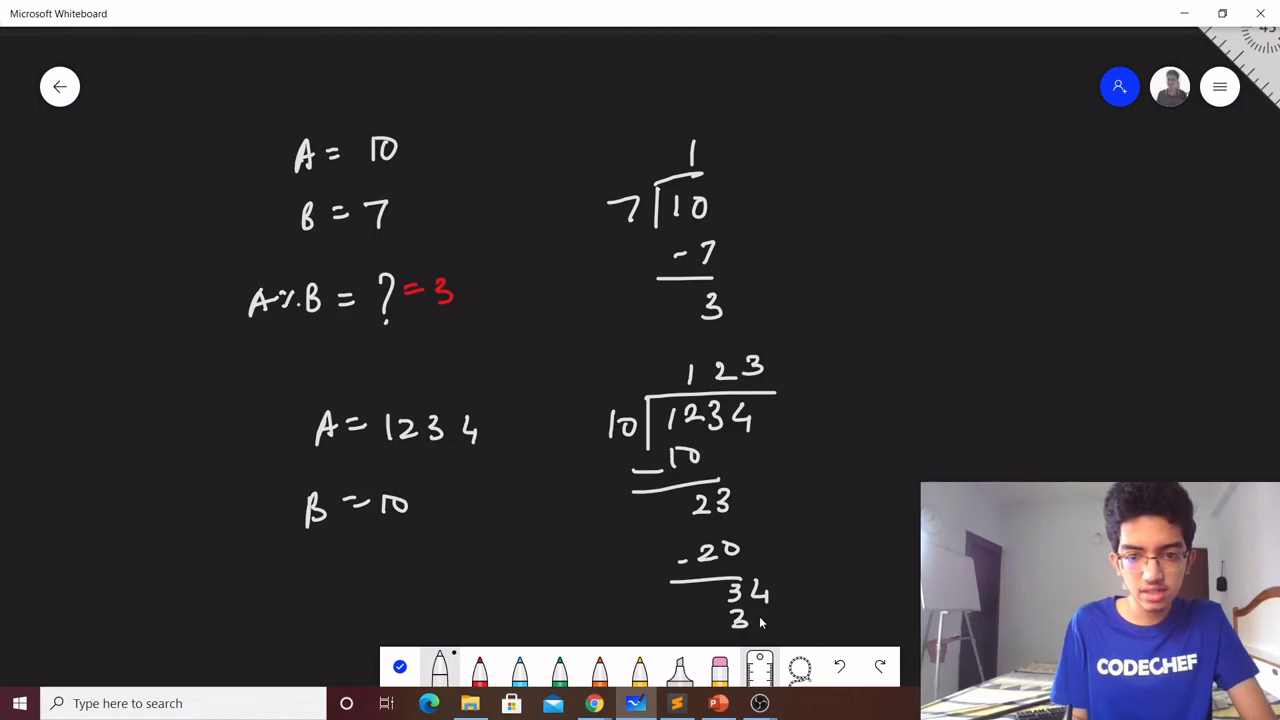 Microsoft Whiteboard
45
A = 10
B = 7
A%B = ? = 3
1
7 10
- 7
3
A = 1234
B = 10
123
10 1234
- 10
23
- 20
34
3
CODECHEF
Type here to search